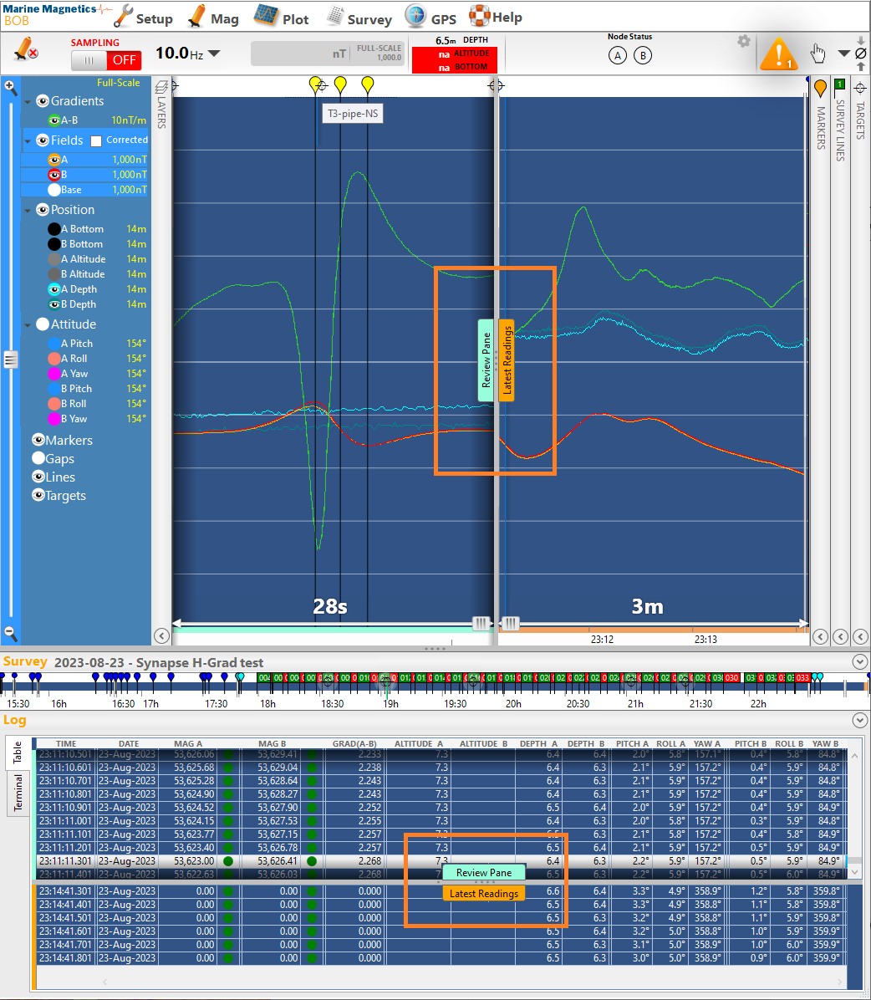 Marine Magnetics
BOB
Setup
Mag
Plot
Survey
GPS
Help
SAMPLING
OFF
10.0Hz
nT
FULL-SCALE
1,000.0
6.5m DEPTH
na ALTITUDE
na BOTTOM
Node Status
A
B
1
Full-Scale
Gradients
A-B 10nT/m
Fields Corrected
A 1,000nT
B 1,000nT
Base 1,000nT
Position
A Bottom 14m
B Bottom 14m
A Altitude 14m
B Altitude 14m
A Depth 14m
B Depth 14m
Attitude
A Pitch 154°
A Roll 154°
A Yaw 154°
B Pitch 154°
B Roll 154°
B Yaw 154°
Markers
Gaps
Lines
Targets
LAYERS
T3-pipe-NS
Review Pane
Latest Readings
28s
3m
23:12
23:13
MARKERS
1
SURVEY LINES
TARGETS
Survey 2023-08-23 - Synapse H-Grad test
15:30 16h 16:30 17h 17:30 18h 18:30 19h 19:30 20h 20:30 21h 21:30 22h
Log
Table
Terminal
TIME DATE MAG A MAG B GRAD(A-B) ALTITUDE A ALTITUDE B DEPTH A DEPTH B PITCH A ROLL A YAW A PITCH B ROLL B YAW B
23:11:10.501 23-Aug-2023 53,626.06 53,629.41 2.233 7.3 6.4 6.4 2.0° 5.8° 157.1° 0.4° 5.8° 84.8°
23:11:10.601 23-Aug-2023 53,625.68 53,629.04 2.238 7.3 6.4 6.3 2.1° 5.9° 157.2° 0.4° 5.9° 84.8°
23:11:10.701 23-Aug-2023 53,625.28 53,628.64 2.243 7.3 6.4 6.3 2.1° 5.9° 157.2° 0.4° 5.9° 84.8°
23:11:10.801 23-Aug-2023 53,624.90 53,628.27 2.243 7.3 6.4 6.3 2.1° 5.9° 157.2° 0.4° 5.9° 84.8°
23:11:10.901 23-Aug-2023 53,624.52 53,627.90 2.252 7.3 6.5 6.4 2.0° 5.9° 157.2° 0.4° 5.9° 84.9°
23:11:11.001 23-Aug-2023 53,624.15 53,627.53 2.255 7.3 6.4 6.3 2.0° 5.8° 157.2° 0.3° 5.9° 84.8°
23:11:11.101 23-Aug-2023 53,623.77 53,627.15 2.257 7.3 6.5 6.4 2.1° 5.8° 157.2° 0.4° 5.8° 84.9°
23:11:11.201 23-Aug-2023 53,623.40 53,626.78 2.257 7.3 6.5 6.3 2.1° 5.9° 157.2° 0.5° 5.8° 84.9°
23:11:11.301 23-Aug-2023 53,623.00 53,626.41 2.268 7.3 6.4 6.3 2.2° 5.9° 157.2° 0.5° 5.9° 84.9°
23:11:11.401 23-Aug-2023 53,622.63 53,626.03 2.268 6.5 6.3 2.2° 5.9° 157.2° 0.5° 6.0° 84.9°
Review Pane
Latest Readings
23:14:41.301 23-Aug-2023 0.00 0.00 0.000 6.6 6.4 3.3° 4.9° 358.9° 1.2° 5.8° 359.8°
23:14:41.401 23-Aug-2023 0.00 0.00 0.000 6.5 6.4 3.3° 4.9° 358.9° 1.1° 5.8° 359.8°
23:14:41.501 23-Aug-2023 0.00 0.00 0.000 6.5 6.3 3.2° 4.9° 358.8° 1.1° 5.9° 359.9°
23:14:41.601 23-Aug-2023 0.00 0.00 0.000 6.5 6.4 3.2° 5.0° 358.8° 1.0° 5.9° 359.9°
23:14:41.701 23-Aug-2023 0.00 0.00 0.000 6.5 6.3 3.1° 5.0° 358.9° 1.0° 6.0° 359.9°
23:14:41.801 23-Aug-2023 0.00 0.00 0.000 6.5 6.3 3.0° 5.0° 358.9° 0.9° 6.0° 359.9°